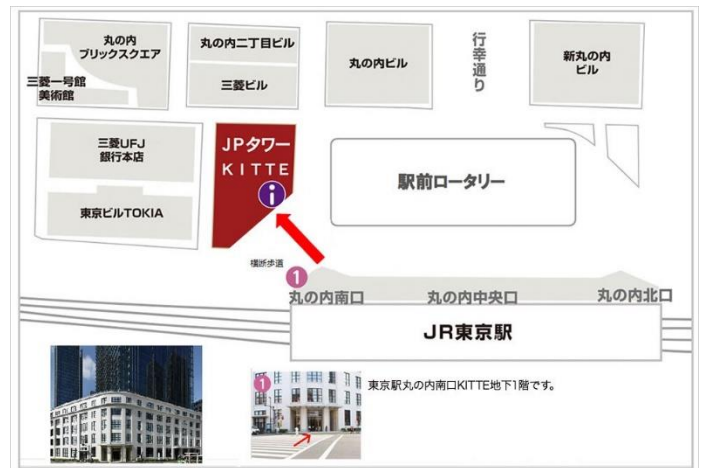 丸の内
ブリックスクエア
三菱一号館
美術館
丸の内二丁目ビル
三菱ビル
丸の内ビル
行幸通り
新丸の内
ビル
三菱UFJ
銀行本店
東京ビルTOKIA
JPタワー
KITTE
i
駅前ロータリー
横断歩道
1
丸の内南口
丸の内中央口
丸の内北口
JR東京駅
1
東京駅丸の内南口KITTE地下1階です。